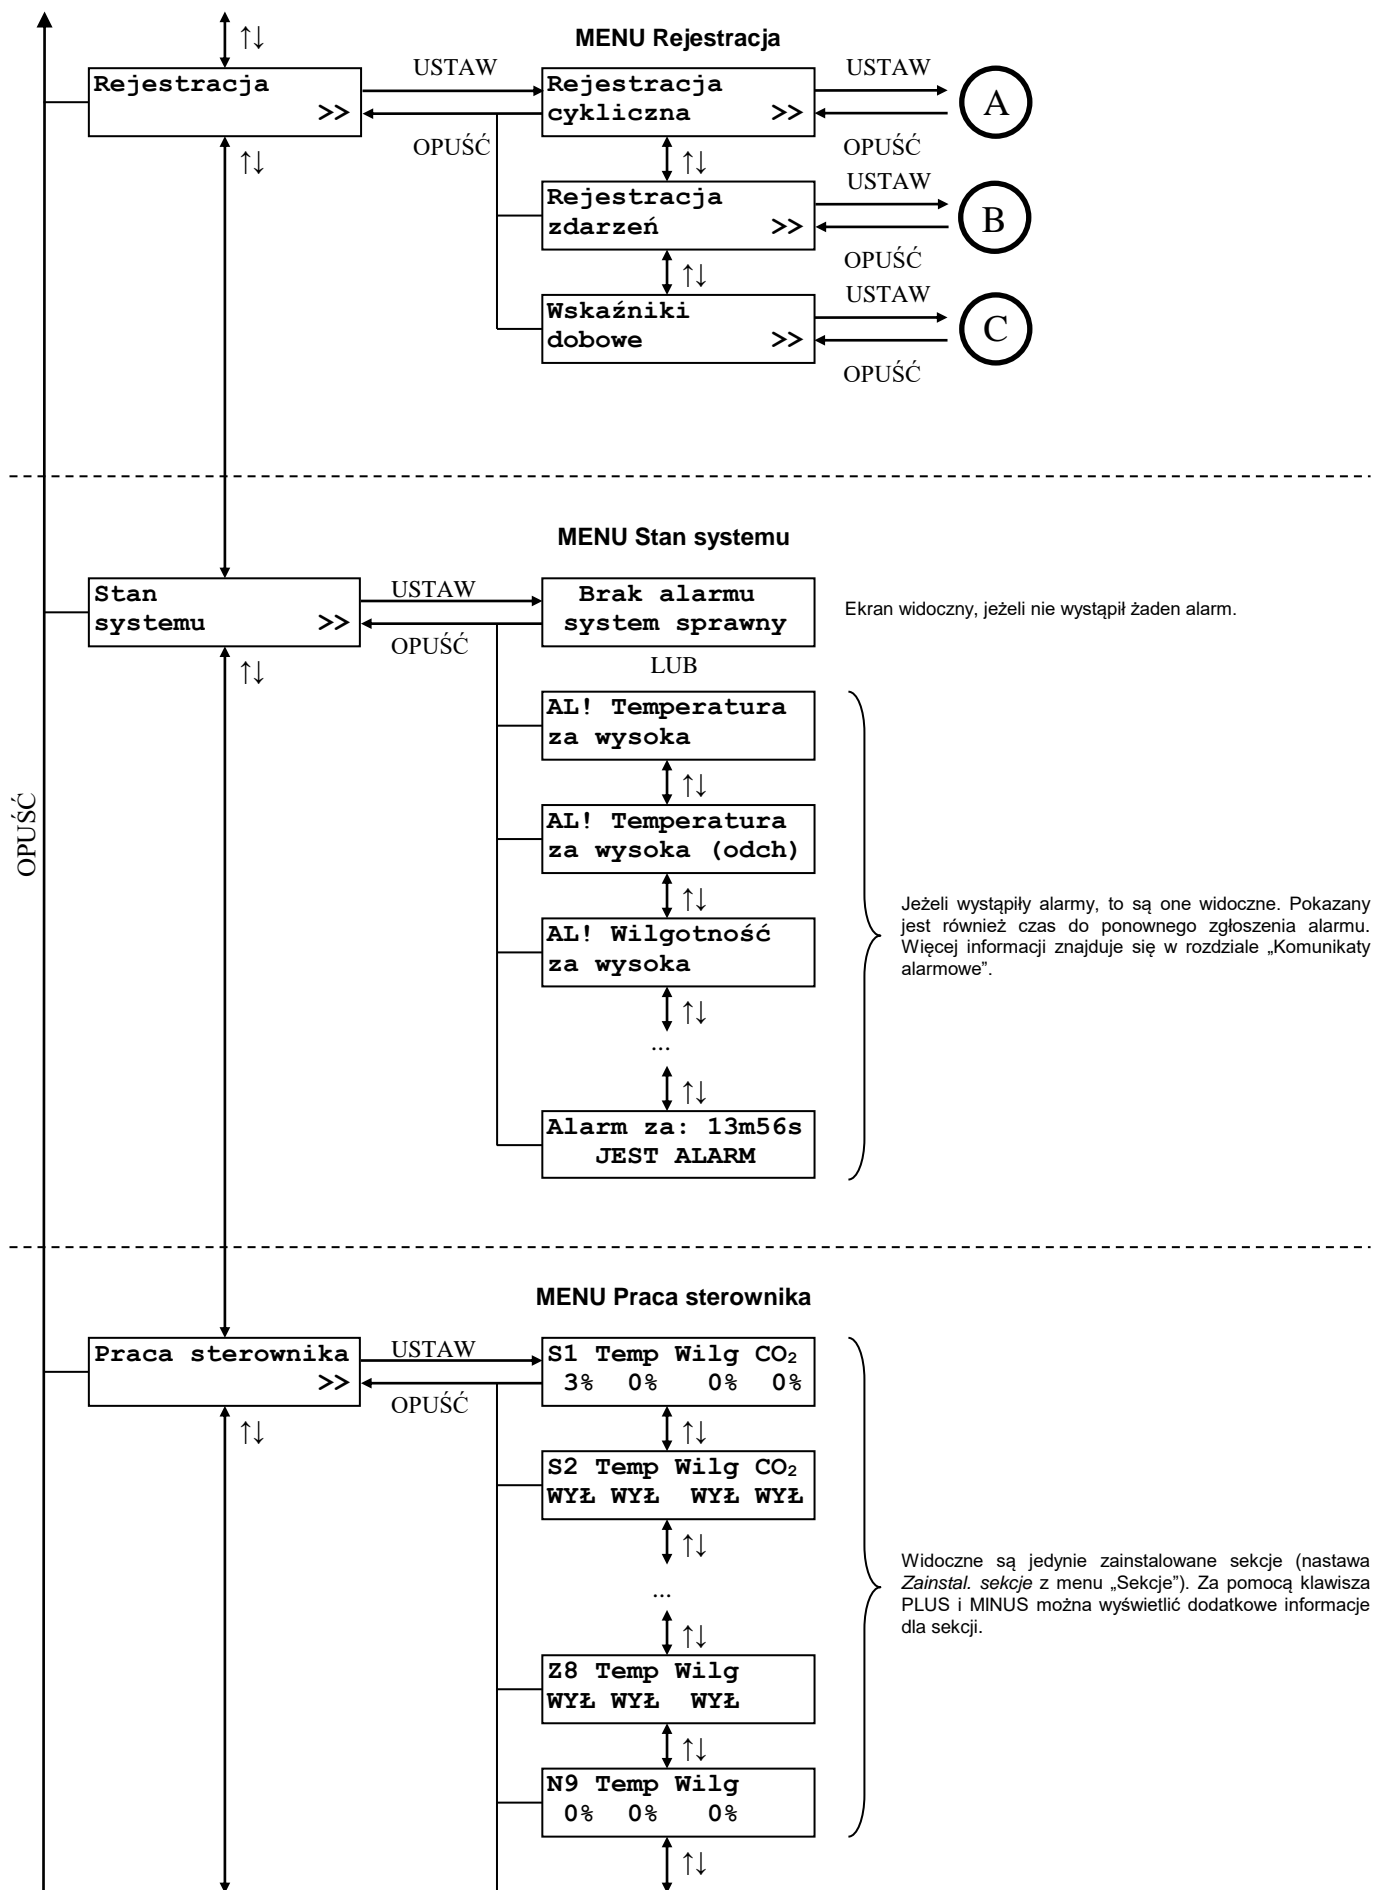 ↑↓
MENU Rejestracja
Rejestracja
>>
USTAW
OPUŚĆ
Rejestracja
cykliczna >>
USTAW
OPUŚĆ
A
↑↓
↑↓
Rejestracja
zdarzeń >>
USTAW
OPUŚĆ
B
↑↓
Wskaźniki
dobowe >>
USTAW
OPUŚĆ
C
MENU Stan systemu
Stan
systemu >>
USTAW
OPUŚĆ
Brak alarmu
system sprawny
Ekran widoczny, jeżeli nie wystąpił żaden alarm.
↑↓
LUB
AL! Temperatura
za wysoka
↑↓
AL! Temperatura
za wysoka (odch)
↑↓
AL! Wilgotność
za wysoka
↑↓
...
↑↓
Alarm za: 13m56s
JEST ALARM
Jeżeli wystąpiły alarmy, to są one widoczne. Pokazany
jest również czas do ponownego zgłoszenia alarmu.
Więcej informacji znajduje się w rozdziale „Komunikaty
alarmowe”.
OPUŚĆ
MENU Praca sterownika
Praca sterownika
>>
USTAW
OPUŚĆ
S1 Temp Wilg CO₂
3% 0% 0% 0%
↑↓
↑↓
S2 Temp Wilg CO₂
WYŁ WYŁ WYŁ WYŁ
↑↓
...
↑↓
Z8 Temp Wilg
WYŁ WYŁ WYŁ
↑↓
N9 Temp Wilg
0% 0% 0%
↑↓
Widoczne są jedynie zainstalowane sekcje (nastawa
Zainstal. sekcje z menu „Sekcje”). Za pomocą klawisza
PLUS i MINUS można wyświetlić dodatkowe informacje
dla sekcji.